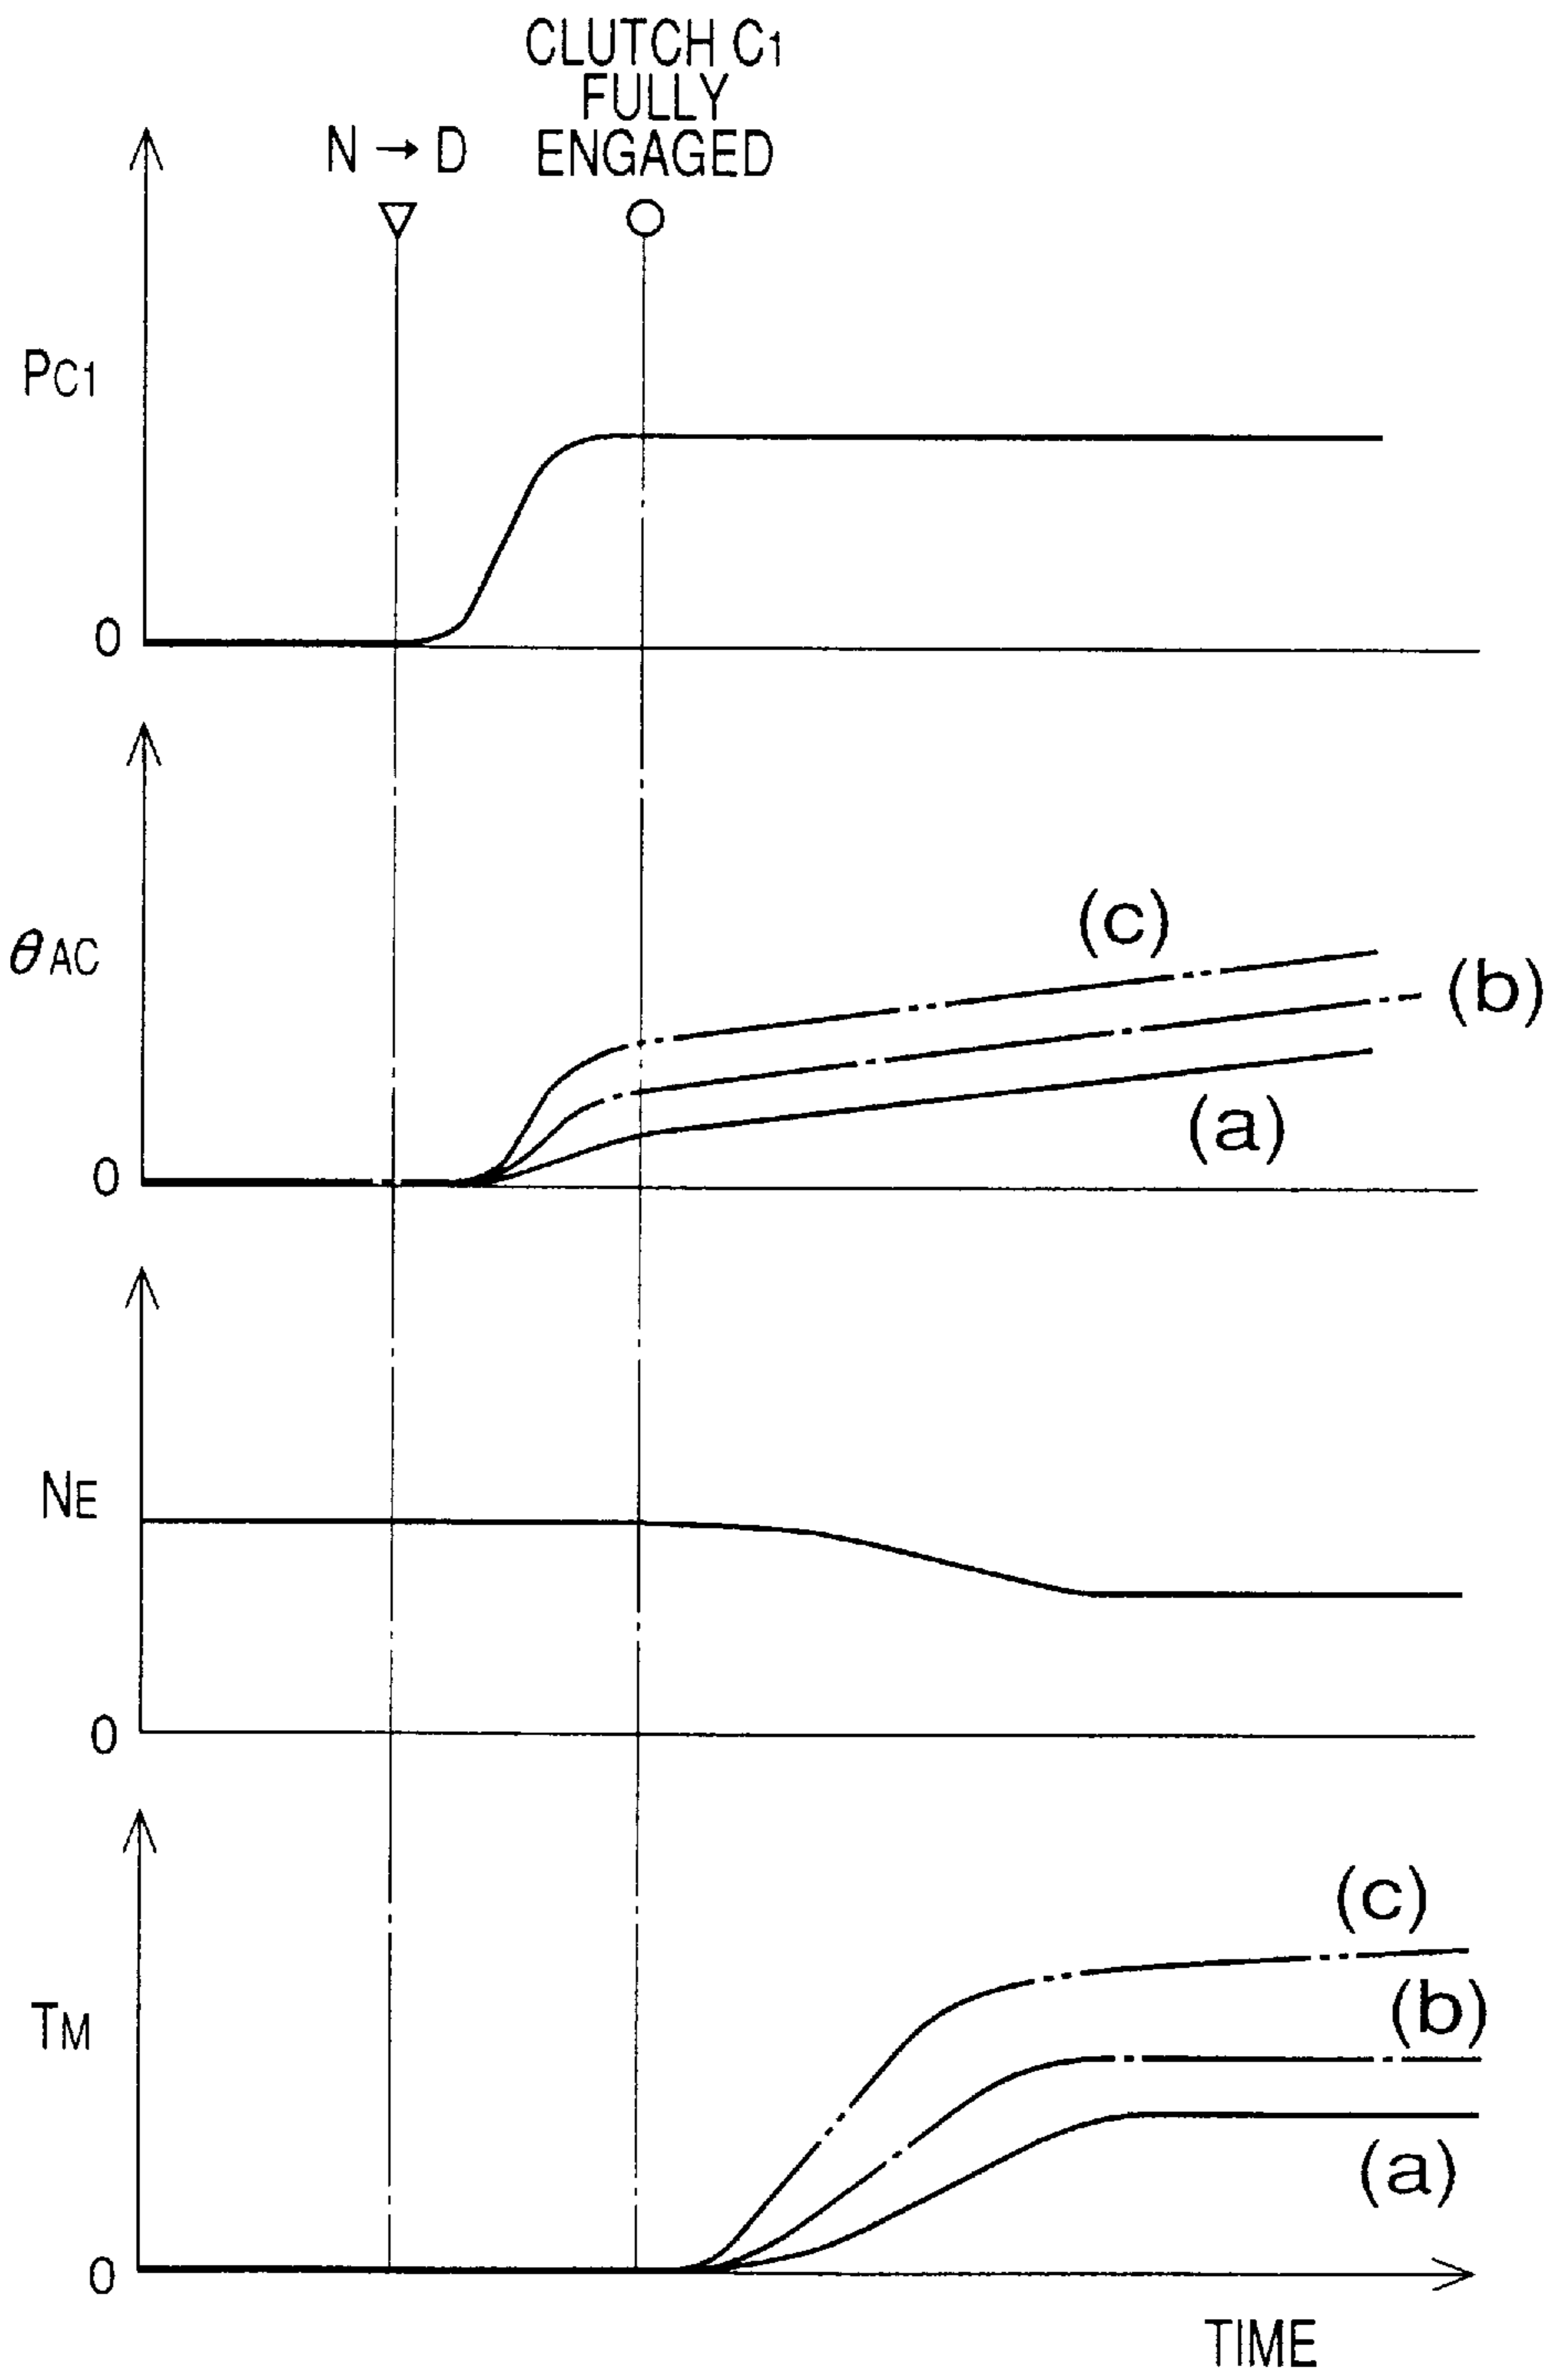 CLUTCH C1
FULLY
N → D ENGAGED
PC1
0
(c)
θAC
(b)
(a)
0
NE
0
(c)
(b)
TM
(a)
0
TIME